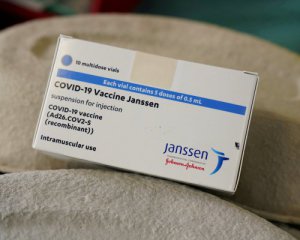 10 multidose vials
Each vial contains 5 doses of 0.5 mL
COVID-19 Vaccine Janssen
suspension for injection
COVID-19 vaccine
(Ad26.COV2-S
(recombinant))
Intramuscular use
janssen
Johnson&Johnson